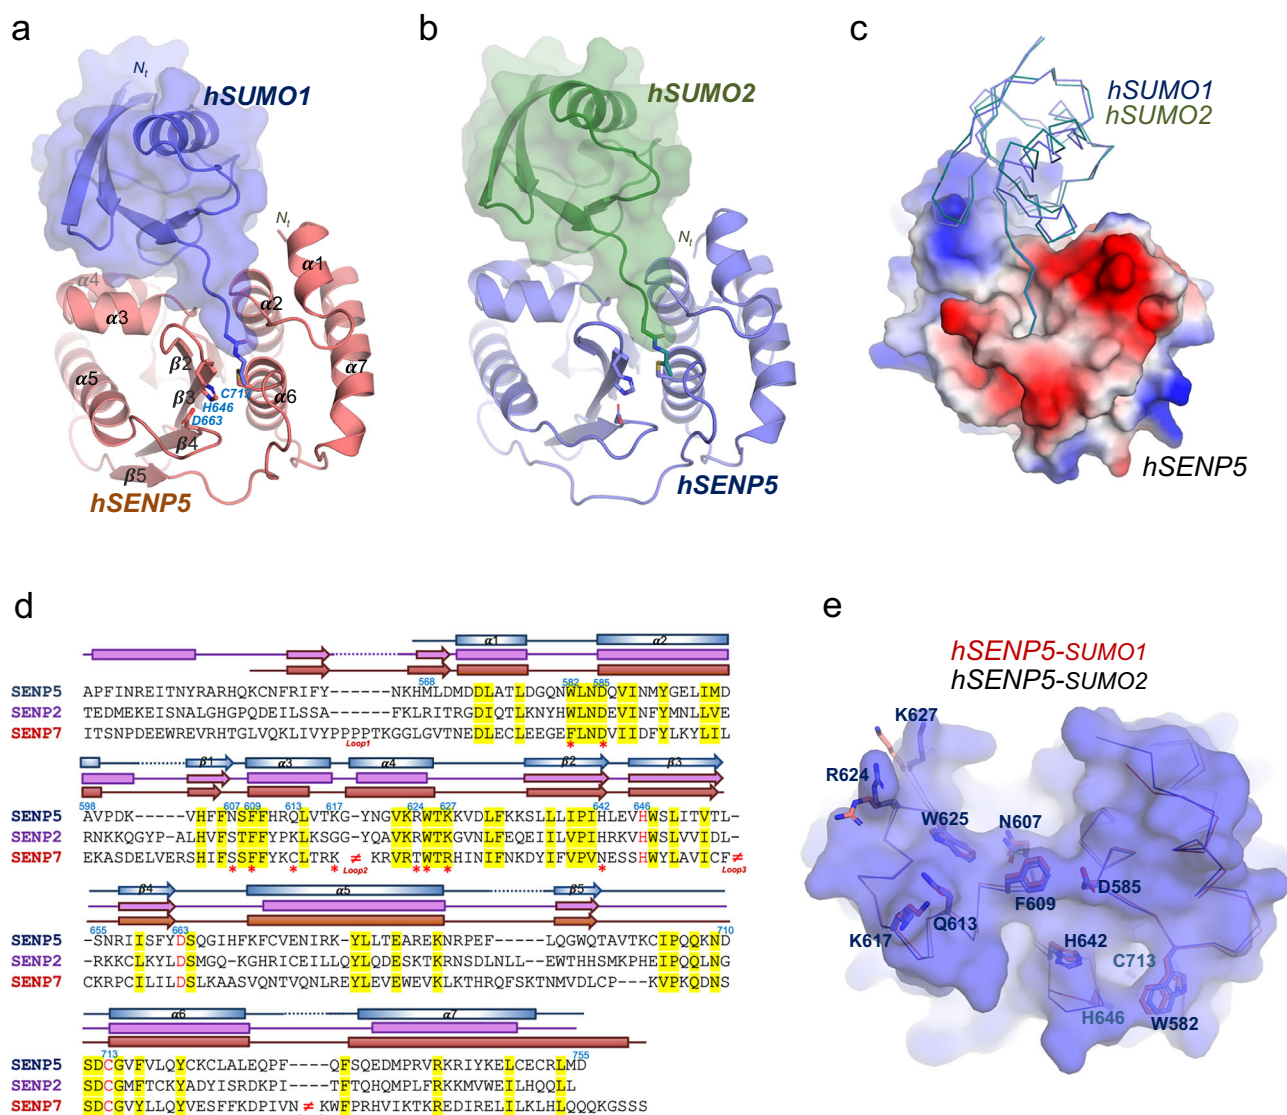 a
b
c
Nt
hSUMO1
hSUMO2
hSUMO1
hSUMO2
Nt
Nt
α1
α4
α2
α3
α7
β2
α5
α6
β3
C713
H646
D663
β4
β5
hSENP5
hSENP5
hSENP5
d
e
α1
α2
568
582
585
SENP5 APFINREITNYRARHQKCNFRIFY-----NKHMLDMDDLATLDGQNWLNDQVINMYGELIMD
SENP2 TEDMEKEISNALGHGPQDEILSSA-----FKLRITRGDIQTLKNYHWLNDEVINFYMNLLVE
SENP7 ITSNPDEEWREVRHTGLVQKLIVYPPPPTKGGLGVTNEDLECLEEGEFLNDVIIDFYLKYLIL
Loop1
* *
β1
α3
α4
β2
β3
598
607
609
613
617
624
627
642
646
SENP5 AVPDK-----VHFFNSFFHRQLVTKGY-NGVKRWTKKVDLFKKSLLLIPIHLEVHWSLITVTL-
SENP2 RNKKQGYP-ALHVFSTFFYPKLKSGG-YQAVKRWTKGVNLFEQEIILVPIHRKVHWSLVVIDL-
SENP7 EKASDELVERSHIFSSFFYKCLTRK ≠ KRVRTWTRHINIFNKDYIFVPVNESSHWYLAVICF≠
* * * * Loop2 * * * * Loop3
β4
α5
β5
655
663
710
SENP5 -SNRIISFYDSQGIHFKFCVENIRK-YLLTEAREKNRPEF---LQGWQTAVTKCIPQQKND
SENP2 RKKCLKYLDSMGQ-KGHRICEILLQYLQDESKTKRNSDLNLL--EWTHHSMKPHEIPQQLNG
SENP7 CKRPCILILDSLKAASVQNTVQNLREYLEVEWEVKLKTHRQFSKTNMVDLCP--KVPKQDNS
α6
α7
713
755
SENP5 SDCGVFVLQYCKCLALEQPF----QFSQEDMPRVRKRIYKELCECRLMD
SENP2 SDCGMFTCKYADYISRDKPI----TFTQHQMPLFRKKMVWEILHQQLL
SENP7 SDCGVYLLQYVESFFKDPIVN ≠ KWFPRHVIKTKREDIRELILKLHLQQQKGSSS
hSENP5-SUMO1
hSENP5-SUMO2
K627
R624
W625
N607
D585
F609
Q613
K617
H642
C713
H646
W582